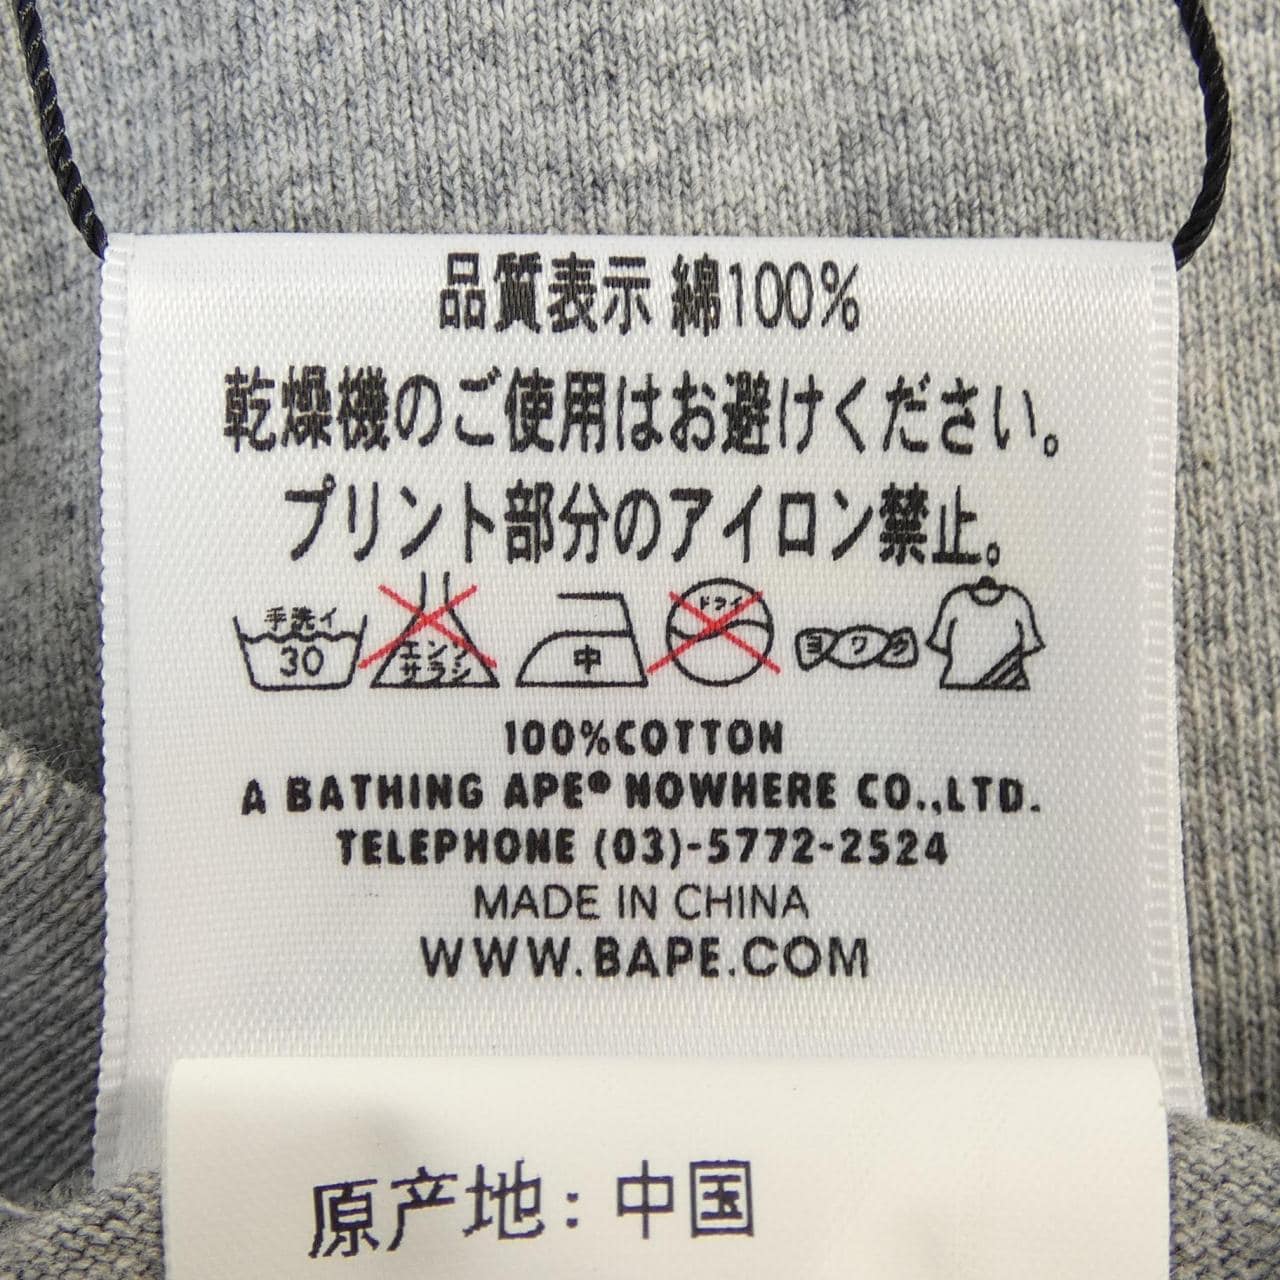 品質表示 綿100%
乾燥機のご使用はお避けください。
プリント部分のアイロン禁止。
手洗イ エンソ ドライ
30 サラシ 中 ヨワク
100%COTTON
A BATHING APE® NOWHERE CO.,LTD.
TELEPHONE (03)-5772-2524
MADE IN CHINA
WWW.BAPE.COM
原产地:中国